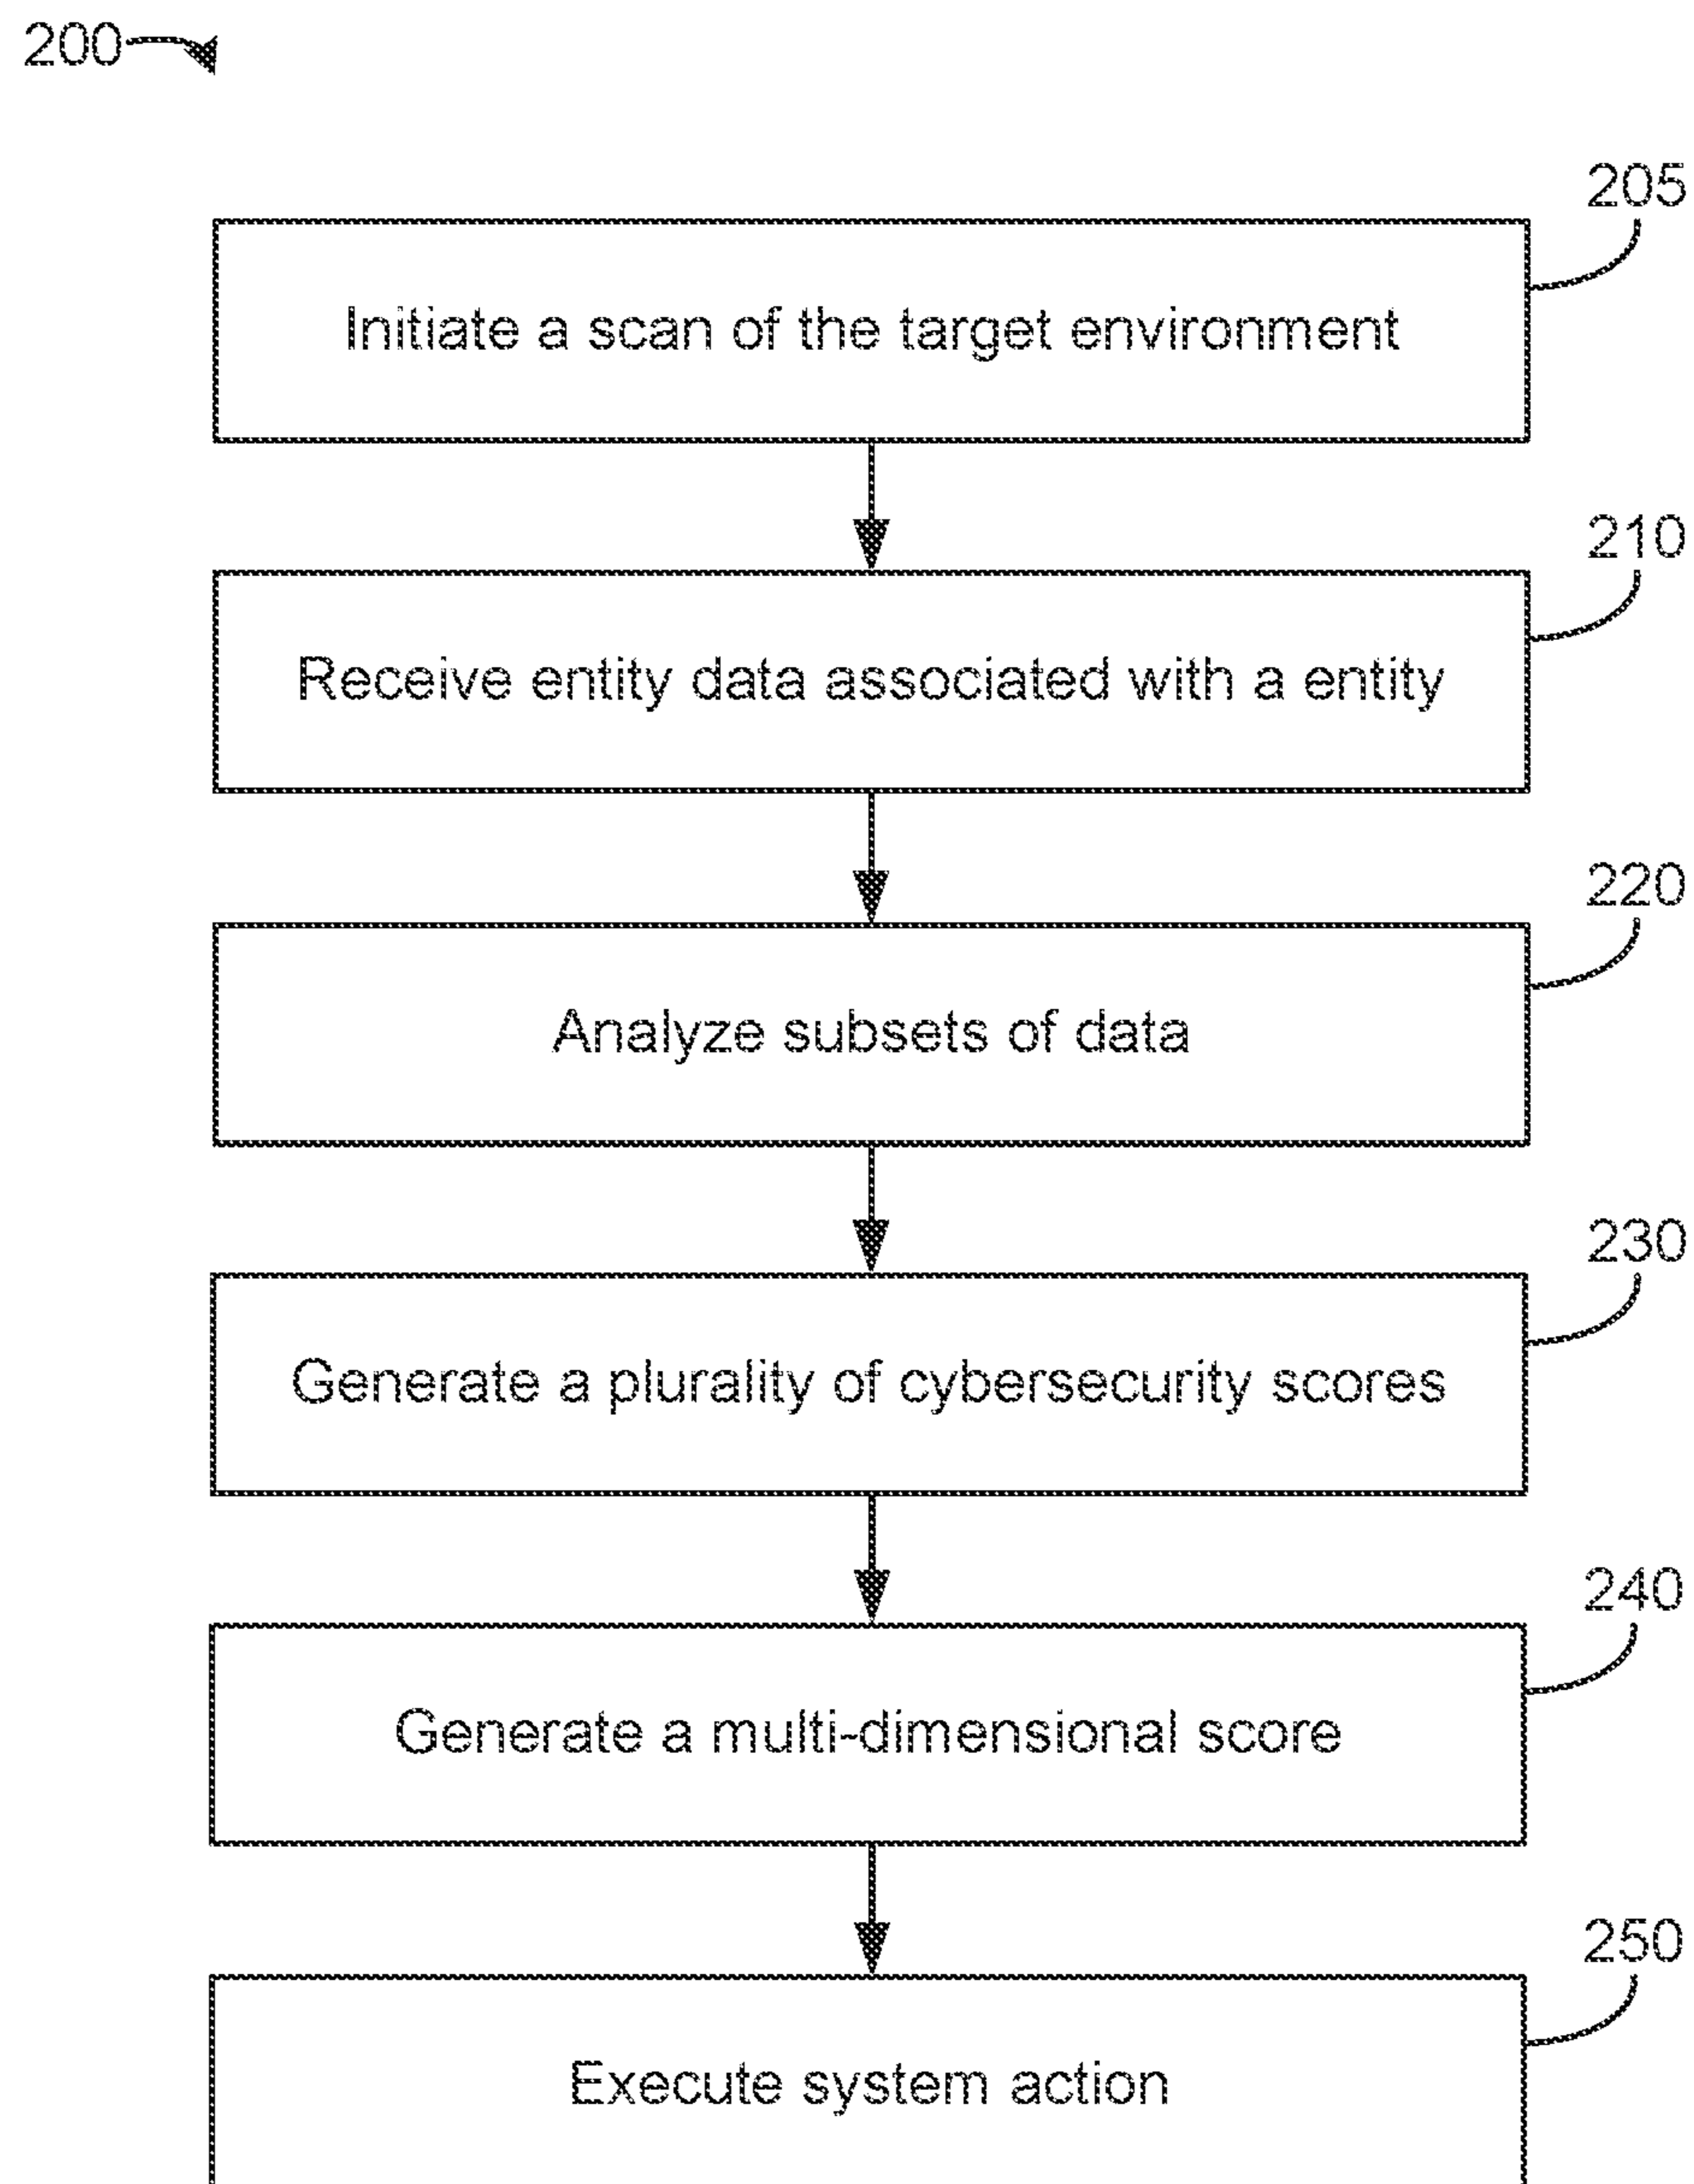 200
205
Initiate a scan of the target environment
210
Receive entity data associated with a entity
220
Analyze subsets of data
230
Generate a plurality of cybersecurity scores
240
Generate a multi-dimensional score
250
Execute system action